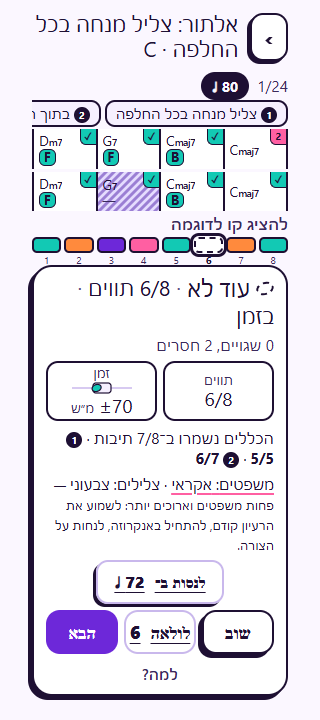 אלתור: צליל מנחה בכל
החלפה · C
1/24 ♩ 80
1 צליל מנחה בכל החלפה 2 בתוך ה
Dm7 G7 Cmaj7 Cmaj7 2
F F B
Dm7 G7 Cmaj7 Cmaj7
F — B
להציג קו לדוגמה
1 2 3 4 5 6 7 8
עוד לא · 6/8 תווים ·
בזמן
0 שגויים, 2 חסרים
תווים
6/8
זמן
±70 מ״ש
הכללים נשמרו ב־7/8 תיבות · 1
5/5 · 2 6/7
משפטים: אקראי · צלילים: צבעוני —
פחות משפטים וארוכים יותר: לשמוע את
הרעיון קודם, להתחיל באנקרוזה, לנחות על
הצורה.
לנסות ב־ 72 ♩
שוב
לולאה 6
הבא
למה?